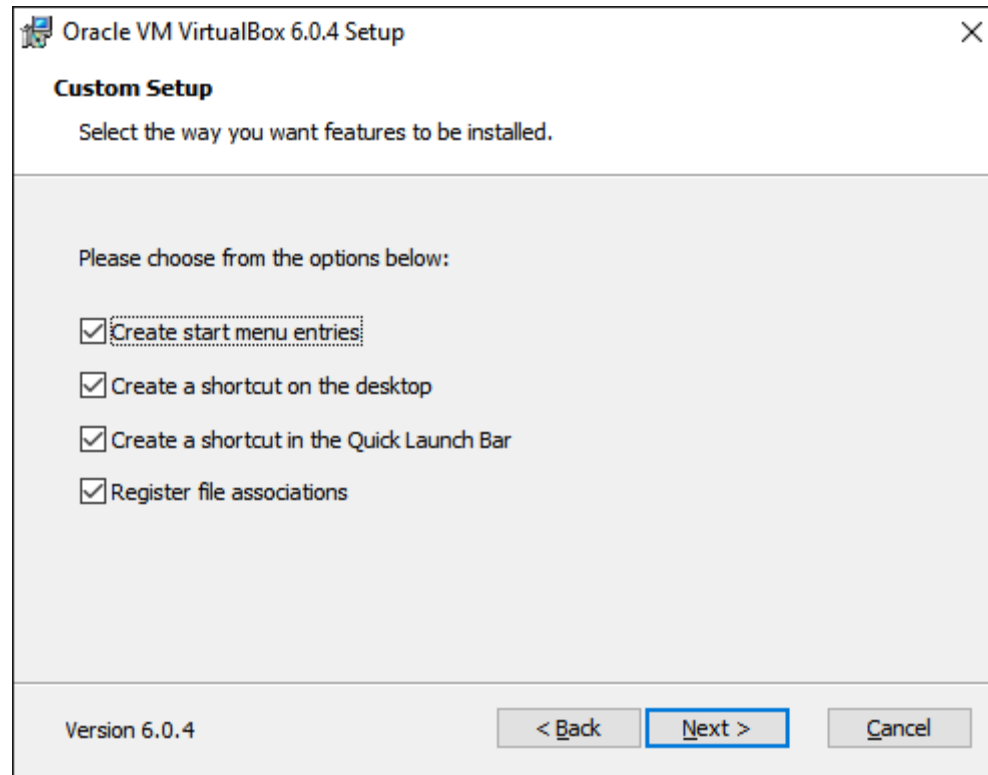 Oracle VM VirtualBox 6.0.4 Setup
Custom Setup
Select the way you want features to be installed.
Please choose from the options below:
Create start menu entries
Create a shortcut on the desktop
Create a shortcut in the Quick Launch Bar
Register file associations
Version 6.0.4
< Back
Next >
Cancel